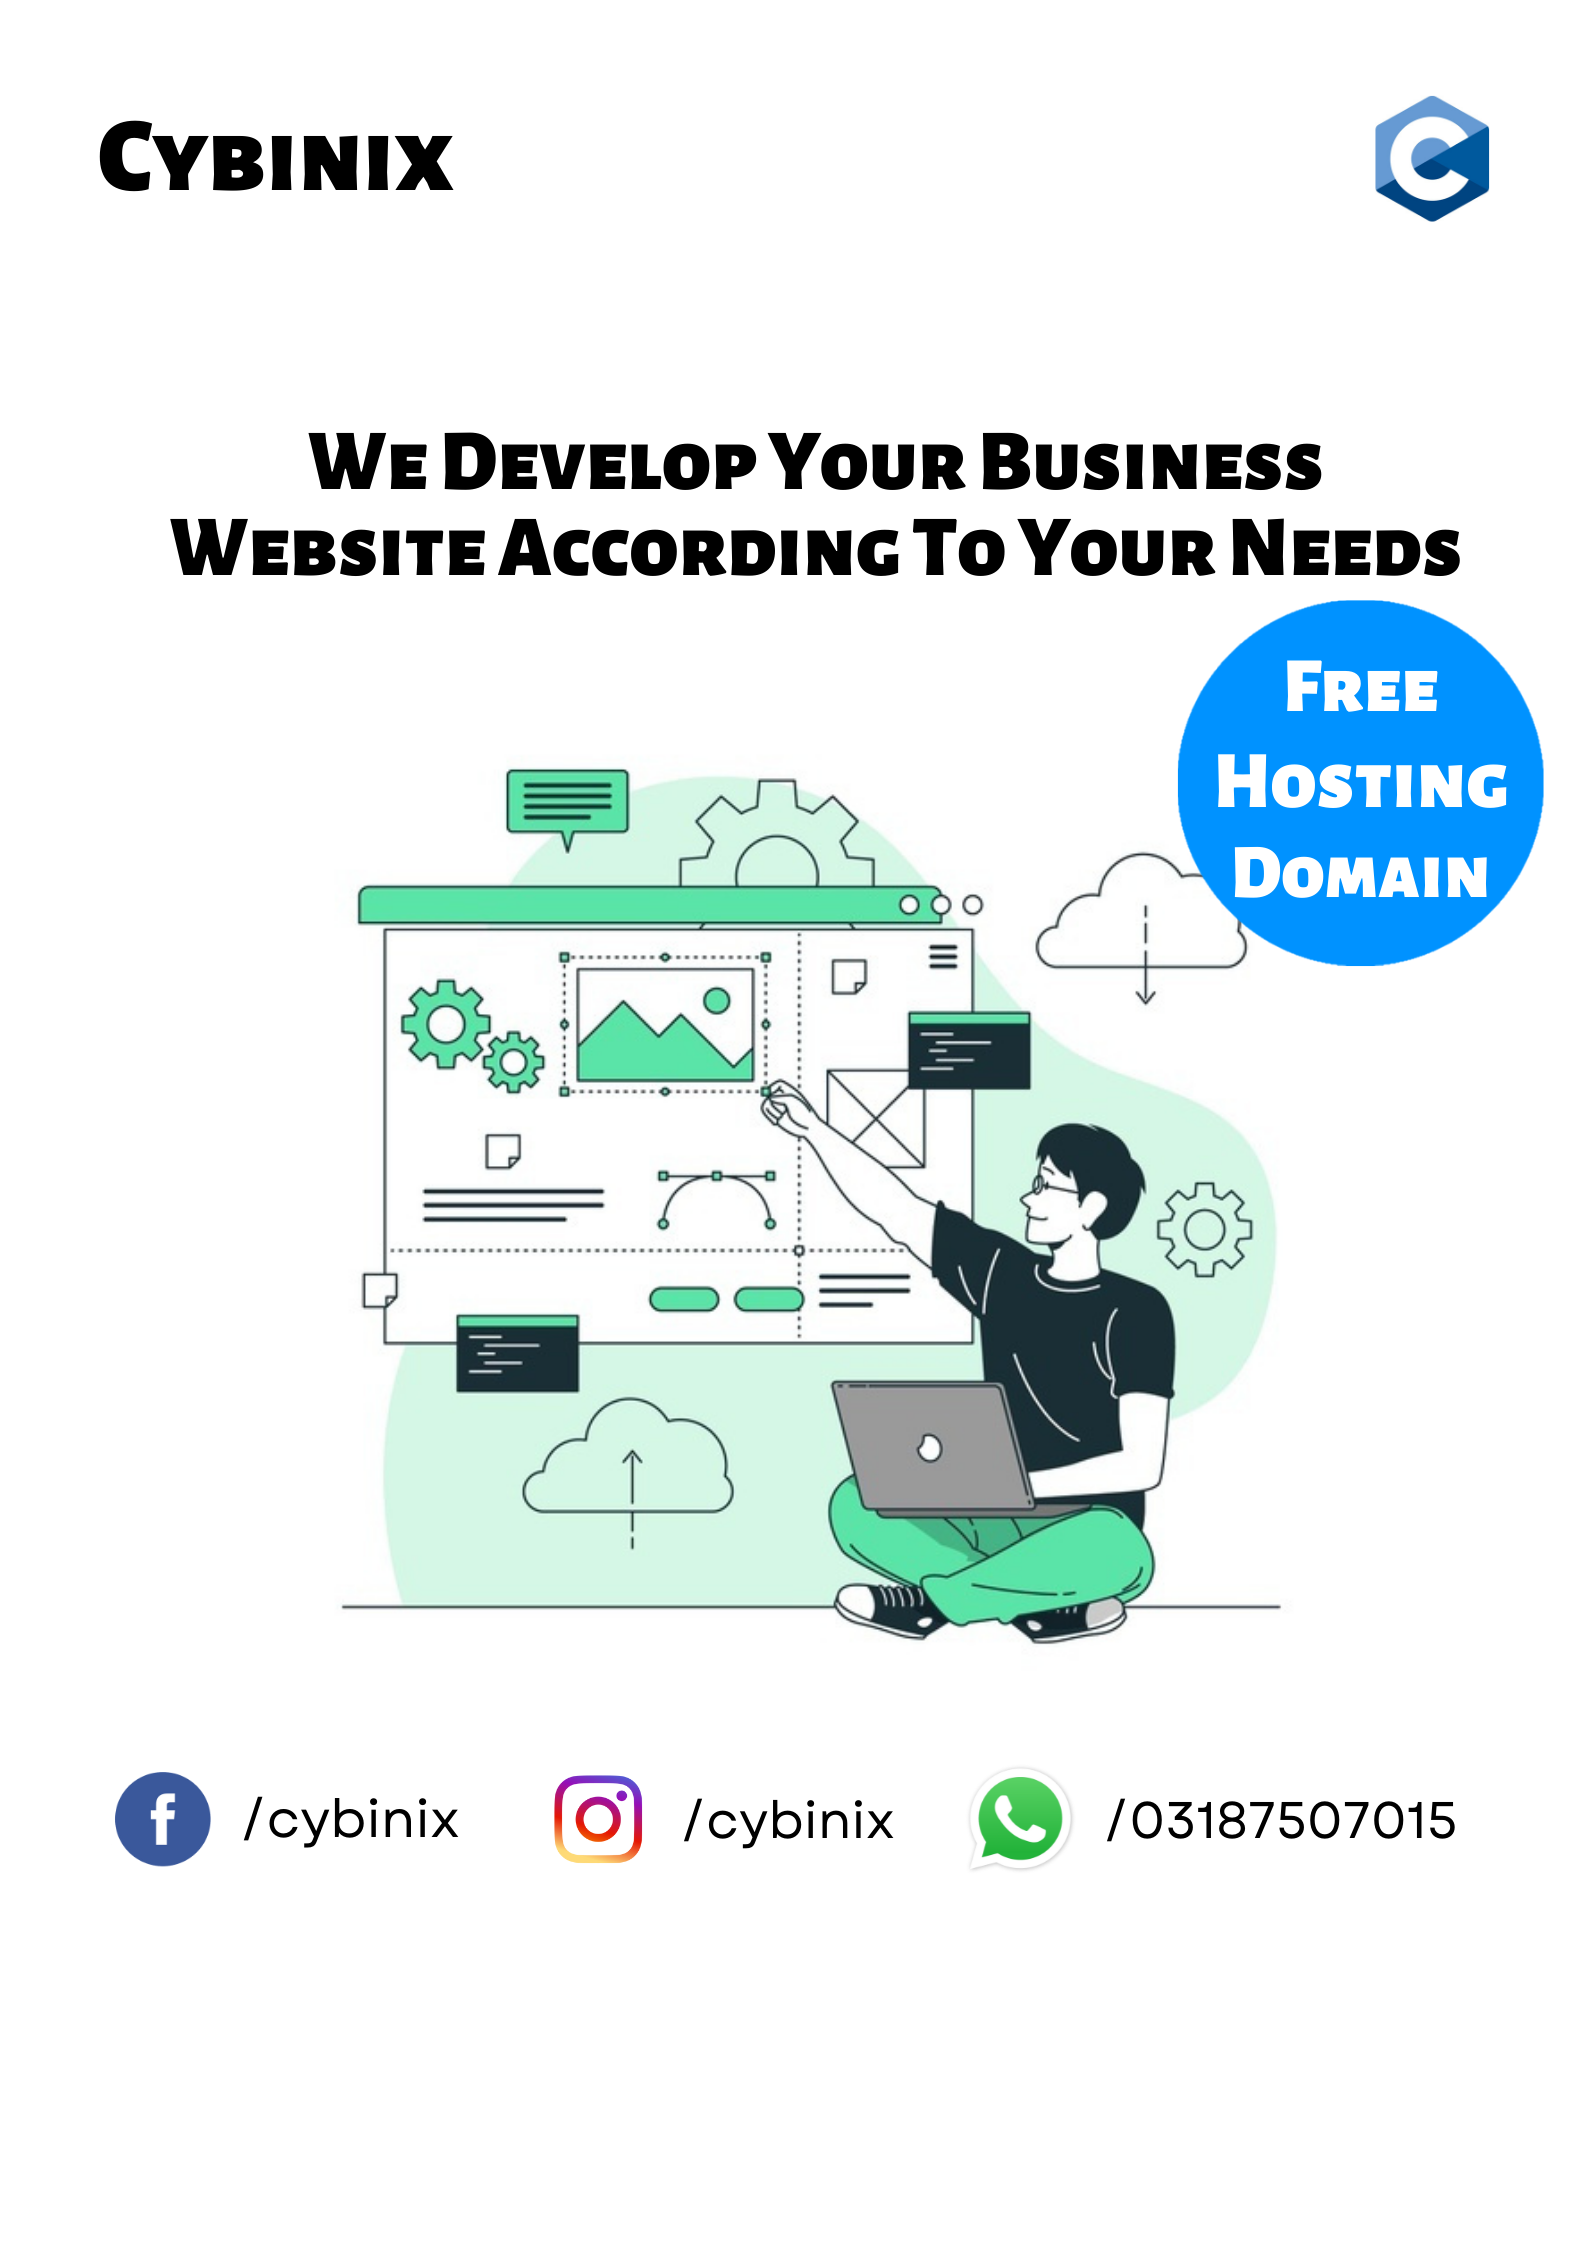 Cybinix
We Develop Your Business
Website According To Your Needs
Free
Hosting
Domain
/cybinix
/cybinix
/03187507015